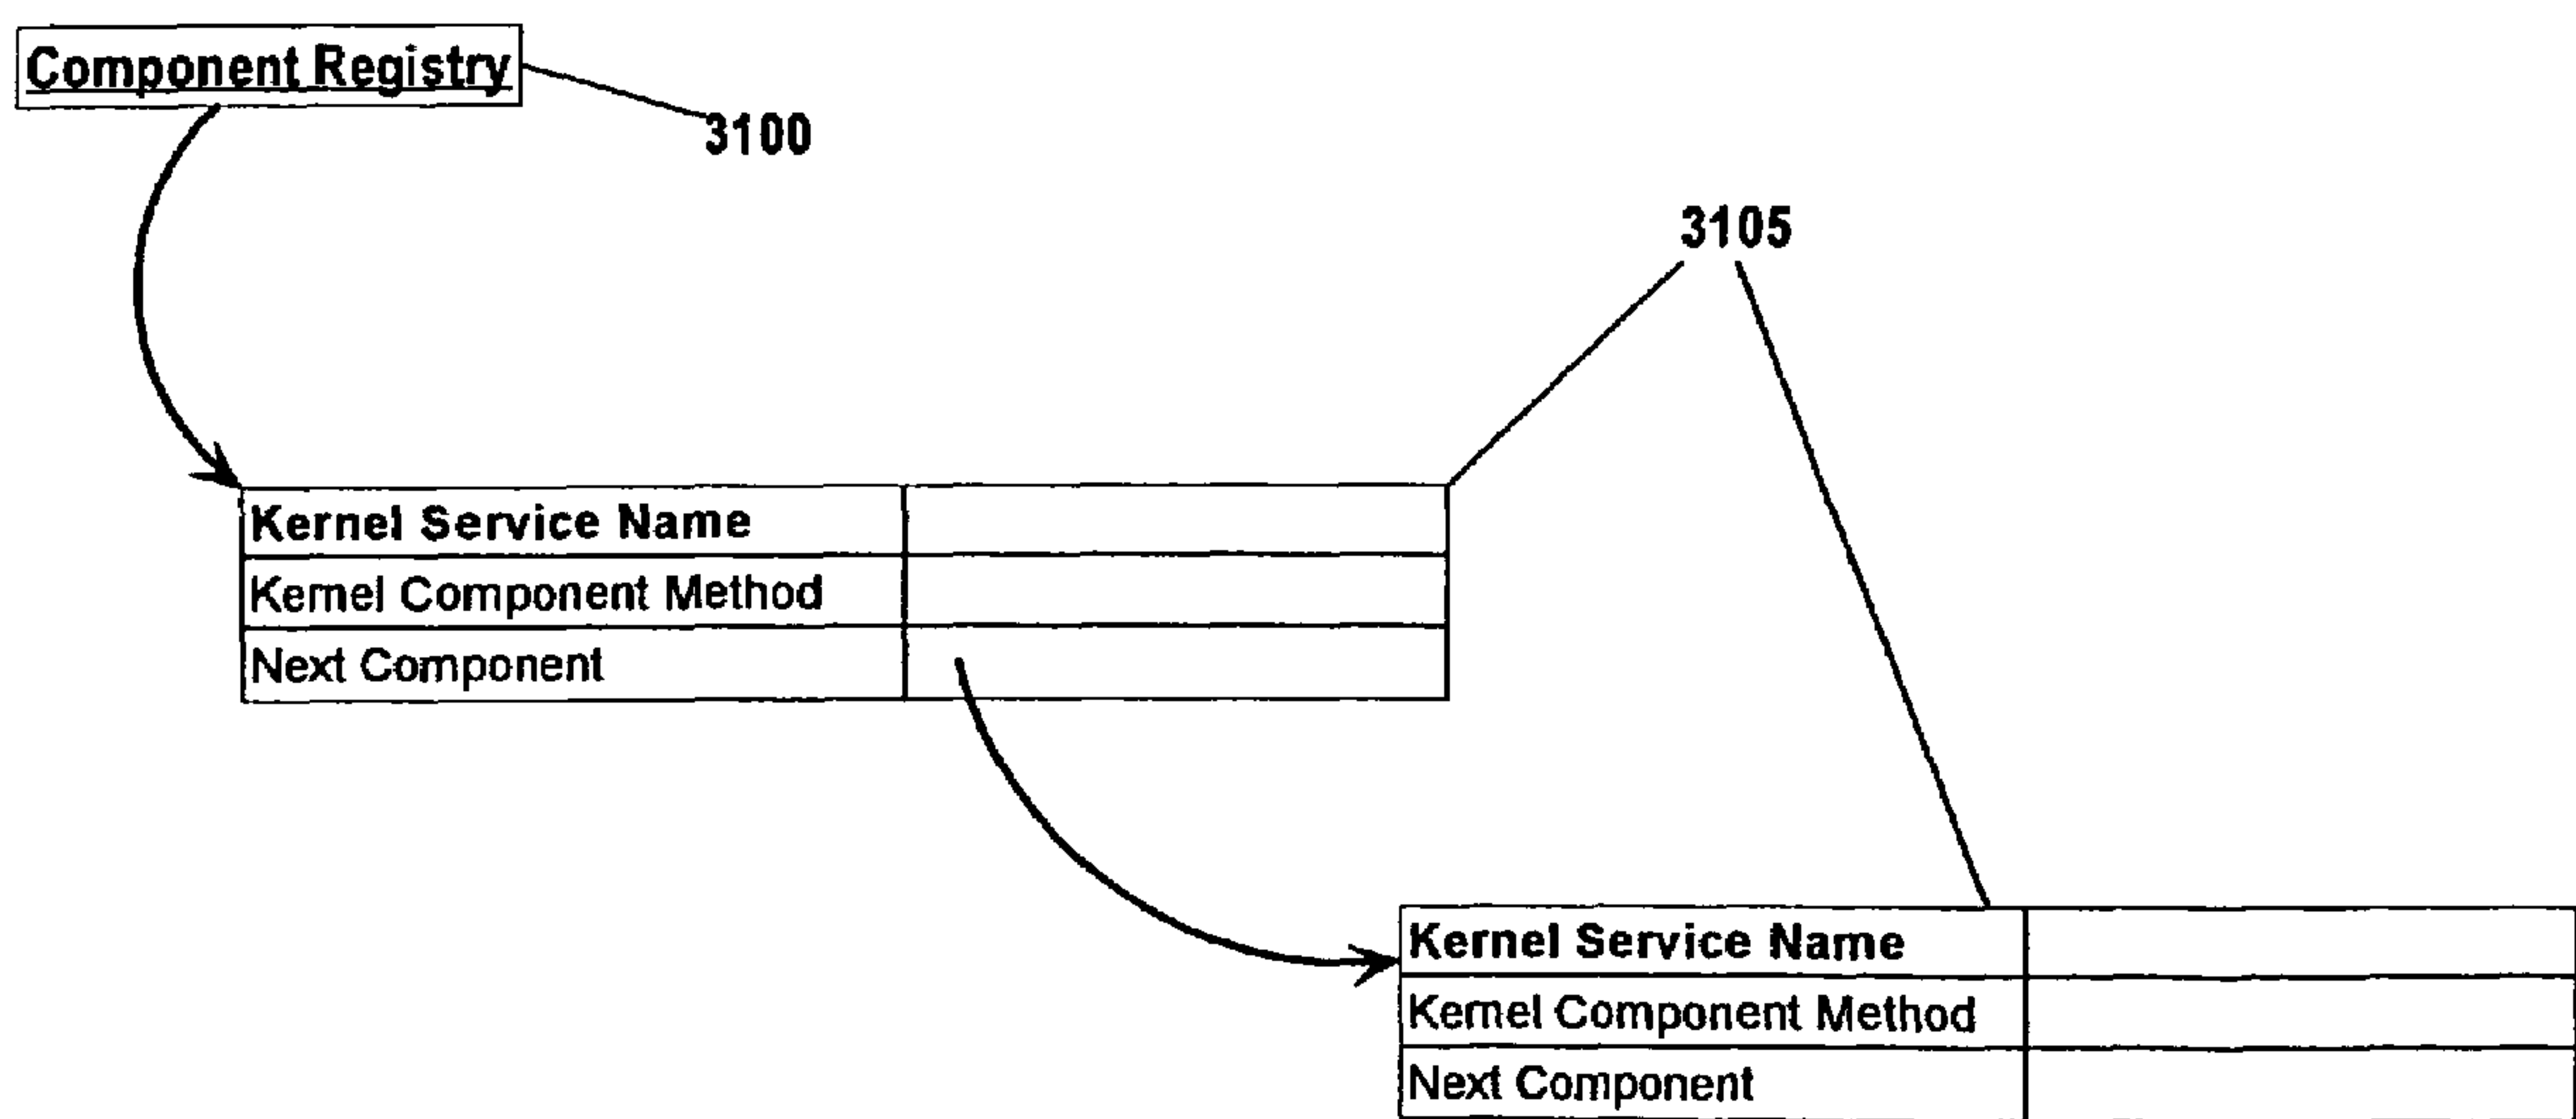 Component Registry
3100
3105
Kernel Service Name
Kernel Component Method
Next Component
Kernel Service Name
Kernel Component Method
Next Component